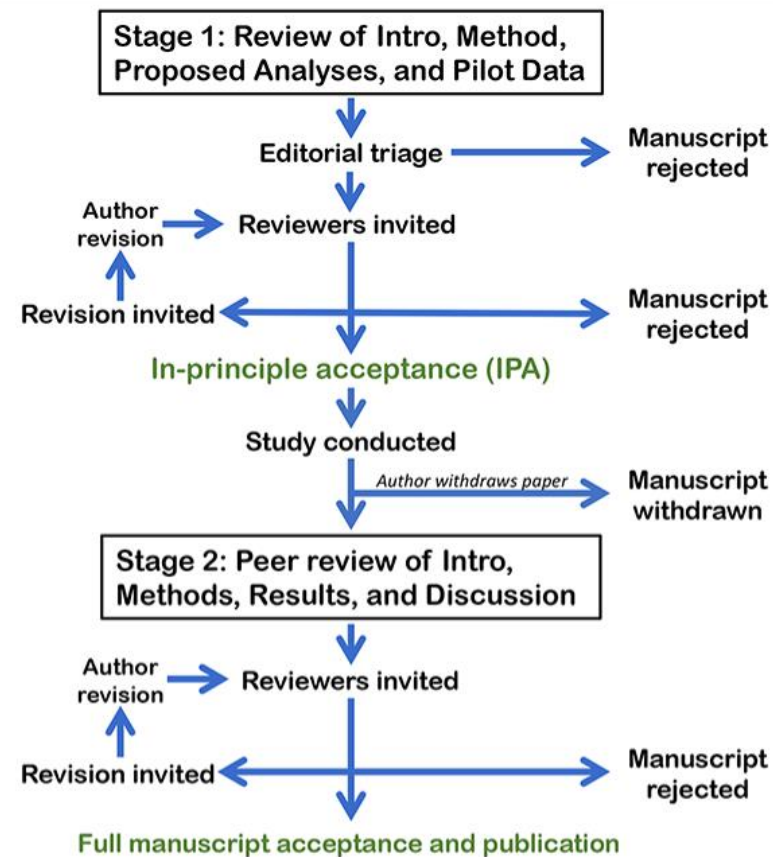 Stage 1: Review of Intro, Method,
Proposed Analyses, and Pilot Data
Editorial triage
Manuscript
rejected
Author
revision
Reviewers invited
Revision invited
Manuscript
rejected
In-principle acceptance (IPA)
Study conducted
Author withdraws paper
Manuscript
withdrawn
Stage 2: Peer review of Intro,
Methods, Results, and Discussion
Author
revision
Reviewers invited
Revision invited
Manuscript
rejected
Full manuscript acceptance and publication